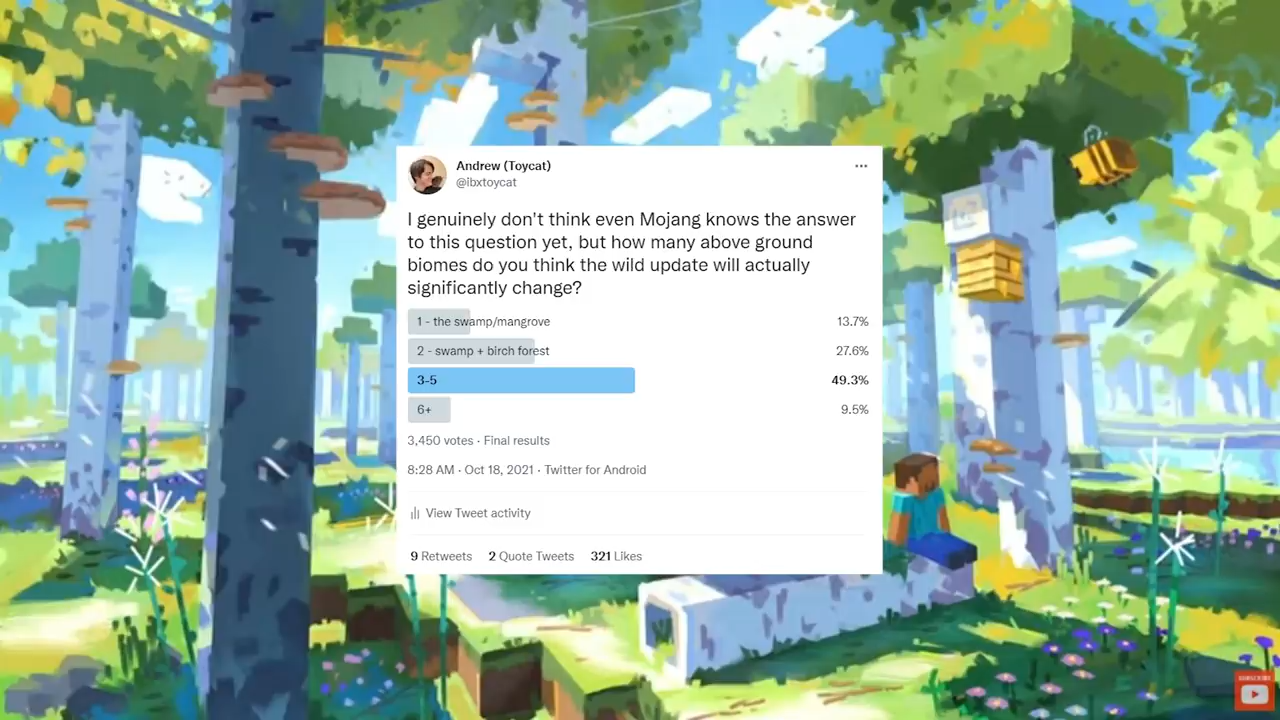 Andrew (Toycat)
@ibxtoycat
I genuinely don't think even Mojang knows the answer
to this question yet, but how many above ground
biomes do you think the wild update will actually
significantly change?
1 - the swamp/mangrove 13.7%
2 - swamp + birch forest 27.6%
3-5 49.3%
6+ 9.5%
3,450 votes · Final results
8:28 AM · Oct 18, 2021 · Twitter for Android
View Tweet activity
9 Retweets 2 Quote Tweets 321 Likes
SUBSCRIBE